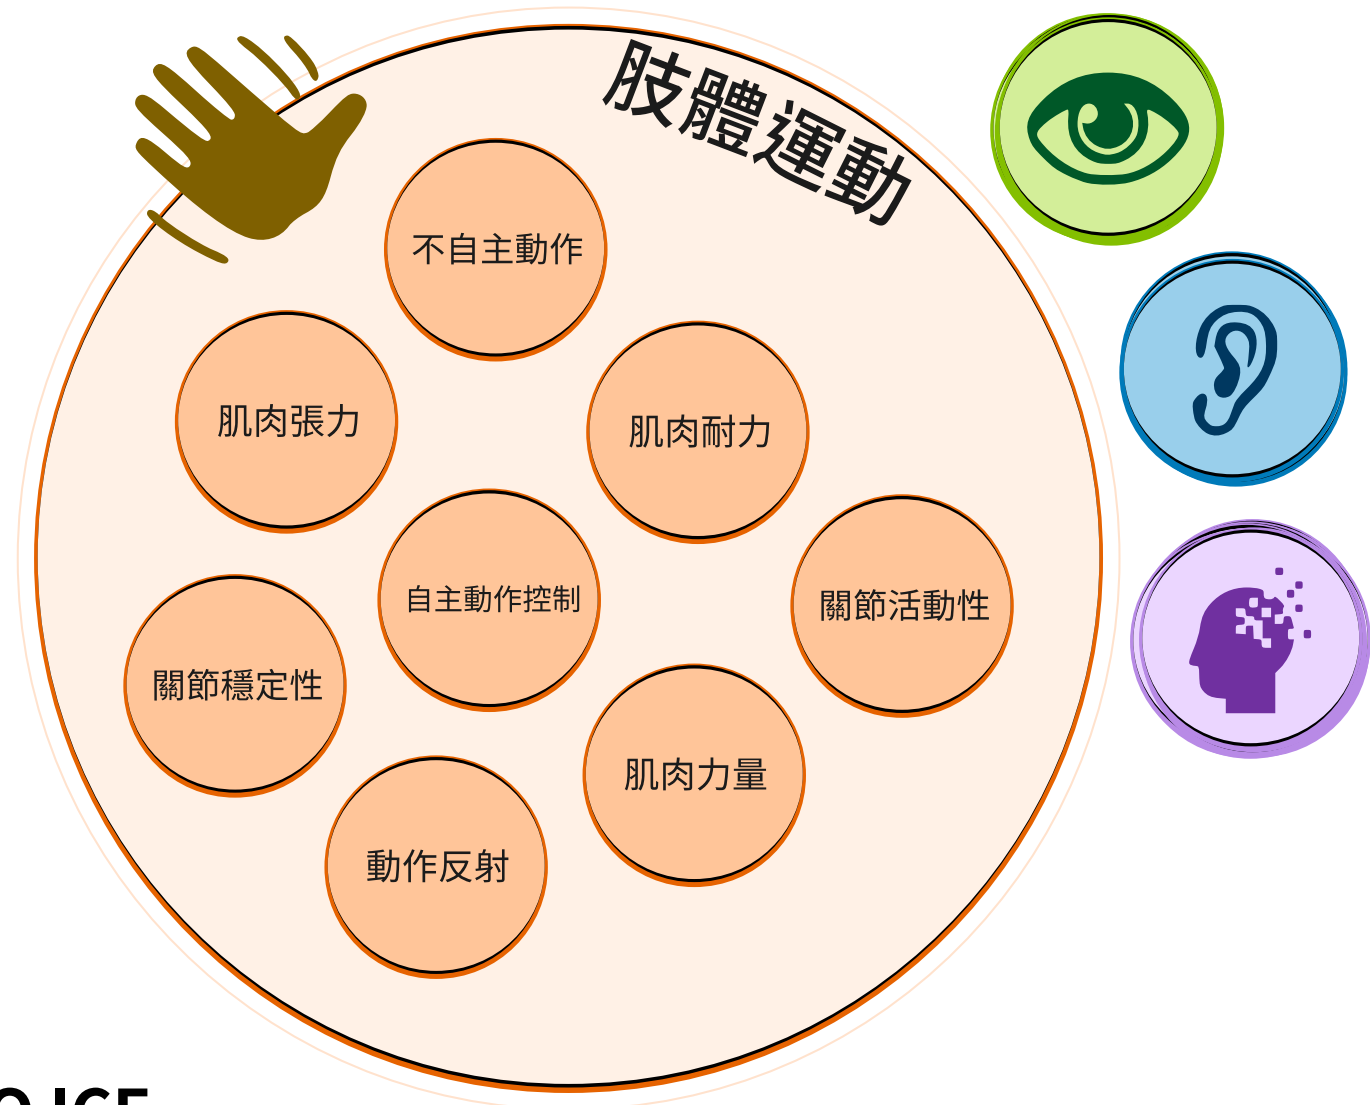 肢體運動
不自主動作
肌肉張力
肌肉耐力
自主動作控制
關節活動性
關節穩定性
肌肉力量
動作反射